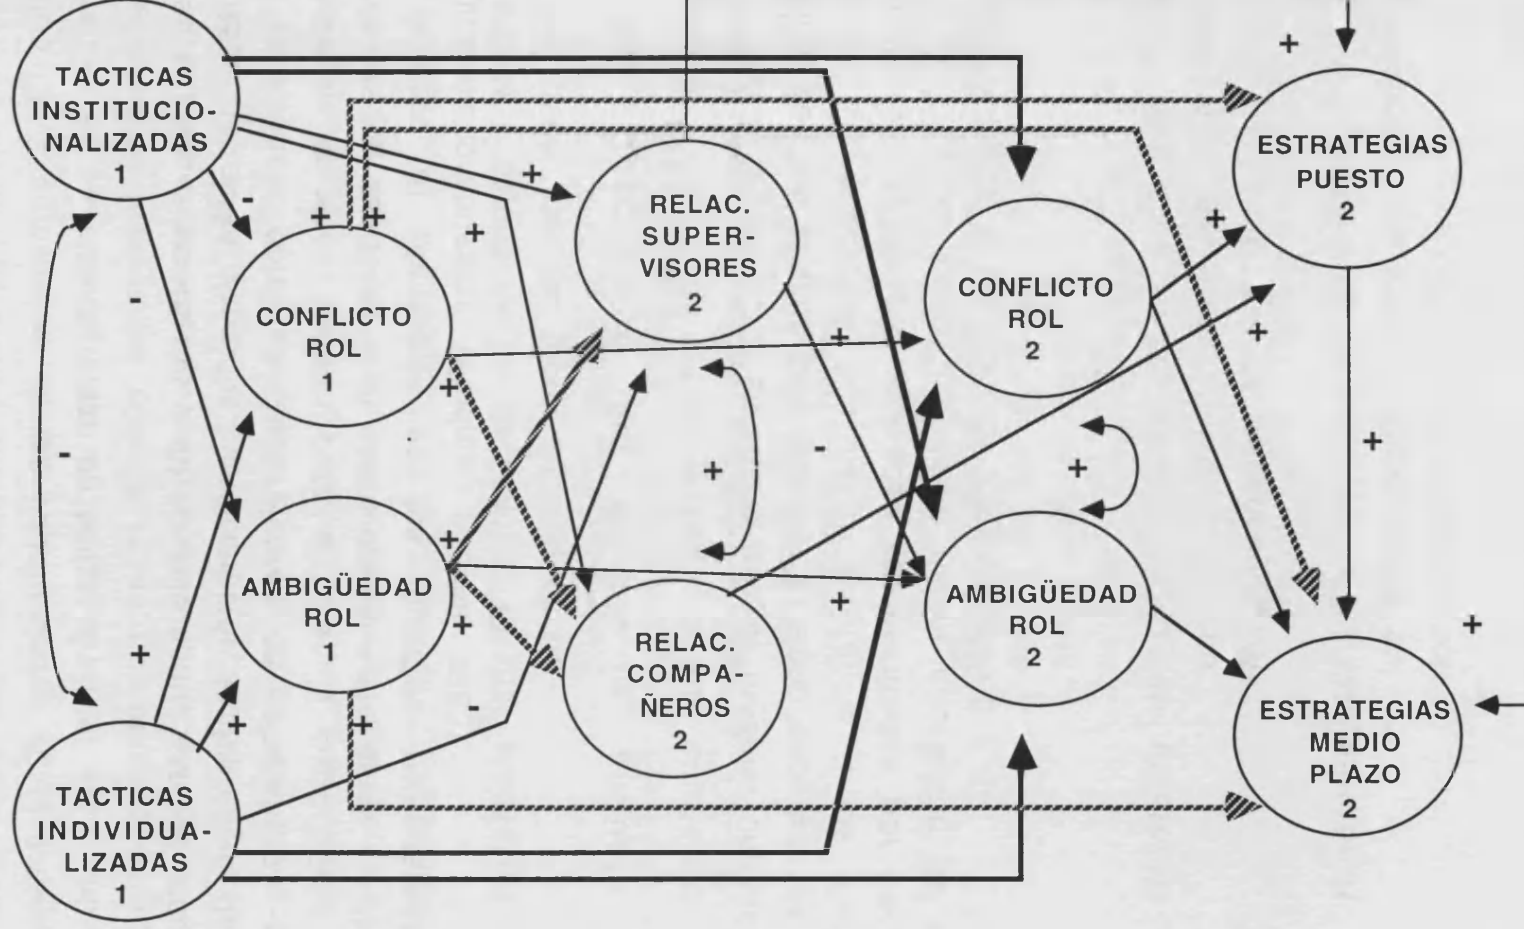 TACTICAS
INSTITUCIO-
NALIZADAS
1
CONFLICTO
ROL
1
AMBIGÜEDAD
ROL
1
TACTICAS
INDIVIDUA-
LIZADAS
1
RELAC.
SUPER-
VISORES
2
RELAC.
COMPA-
ÑEROS
2
CONFLICTO
ROL
2
AMBIGÜEDAD
ROL
2
ESTRATEGIAS
PUESTO
2
ESTRATEGIAS
MEDIO
PLAZO
2
-
+
+
+
+
-
-
+
+
+
+
+
-
+
+
+
+
-
+
+
+
+
+
+
+